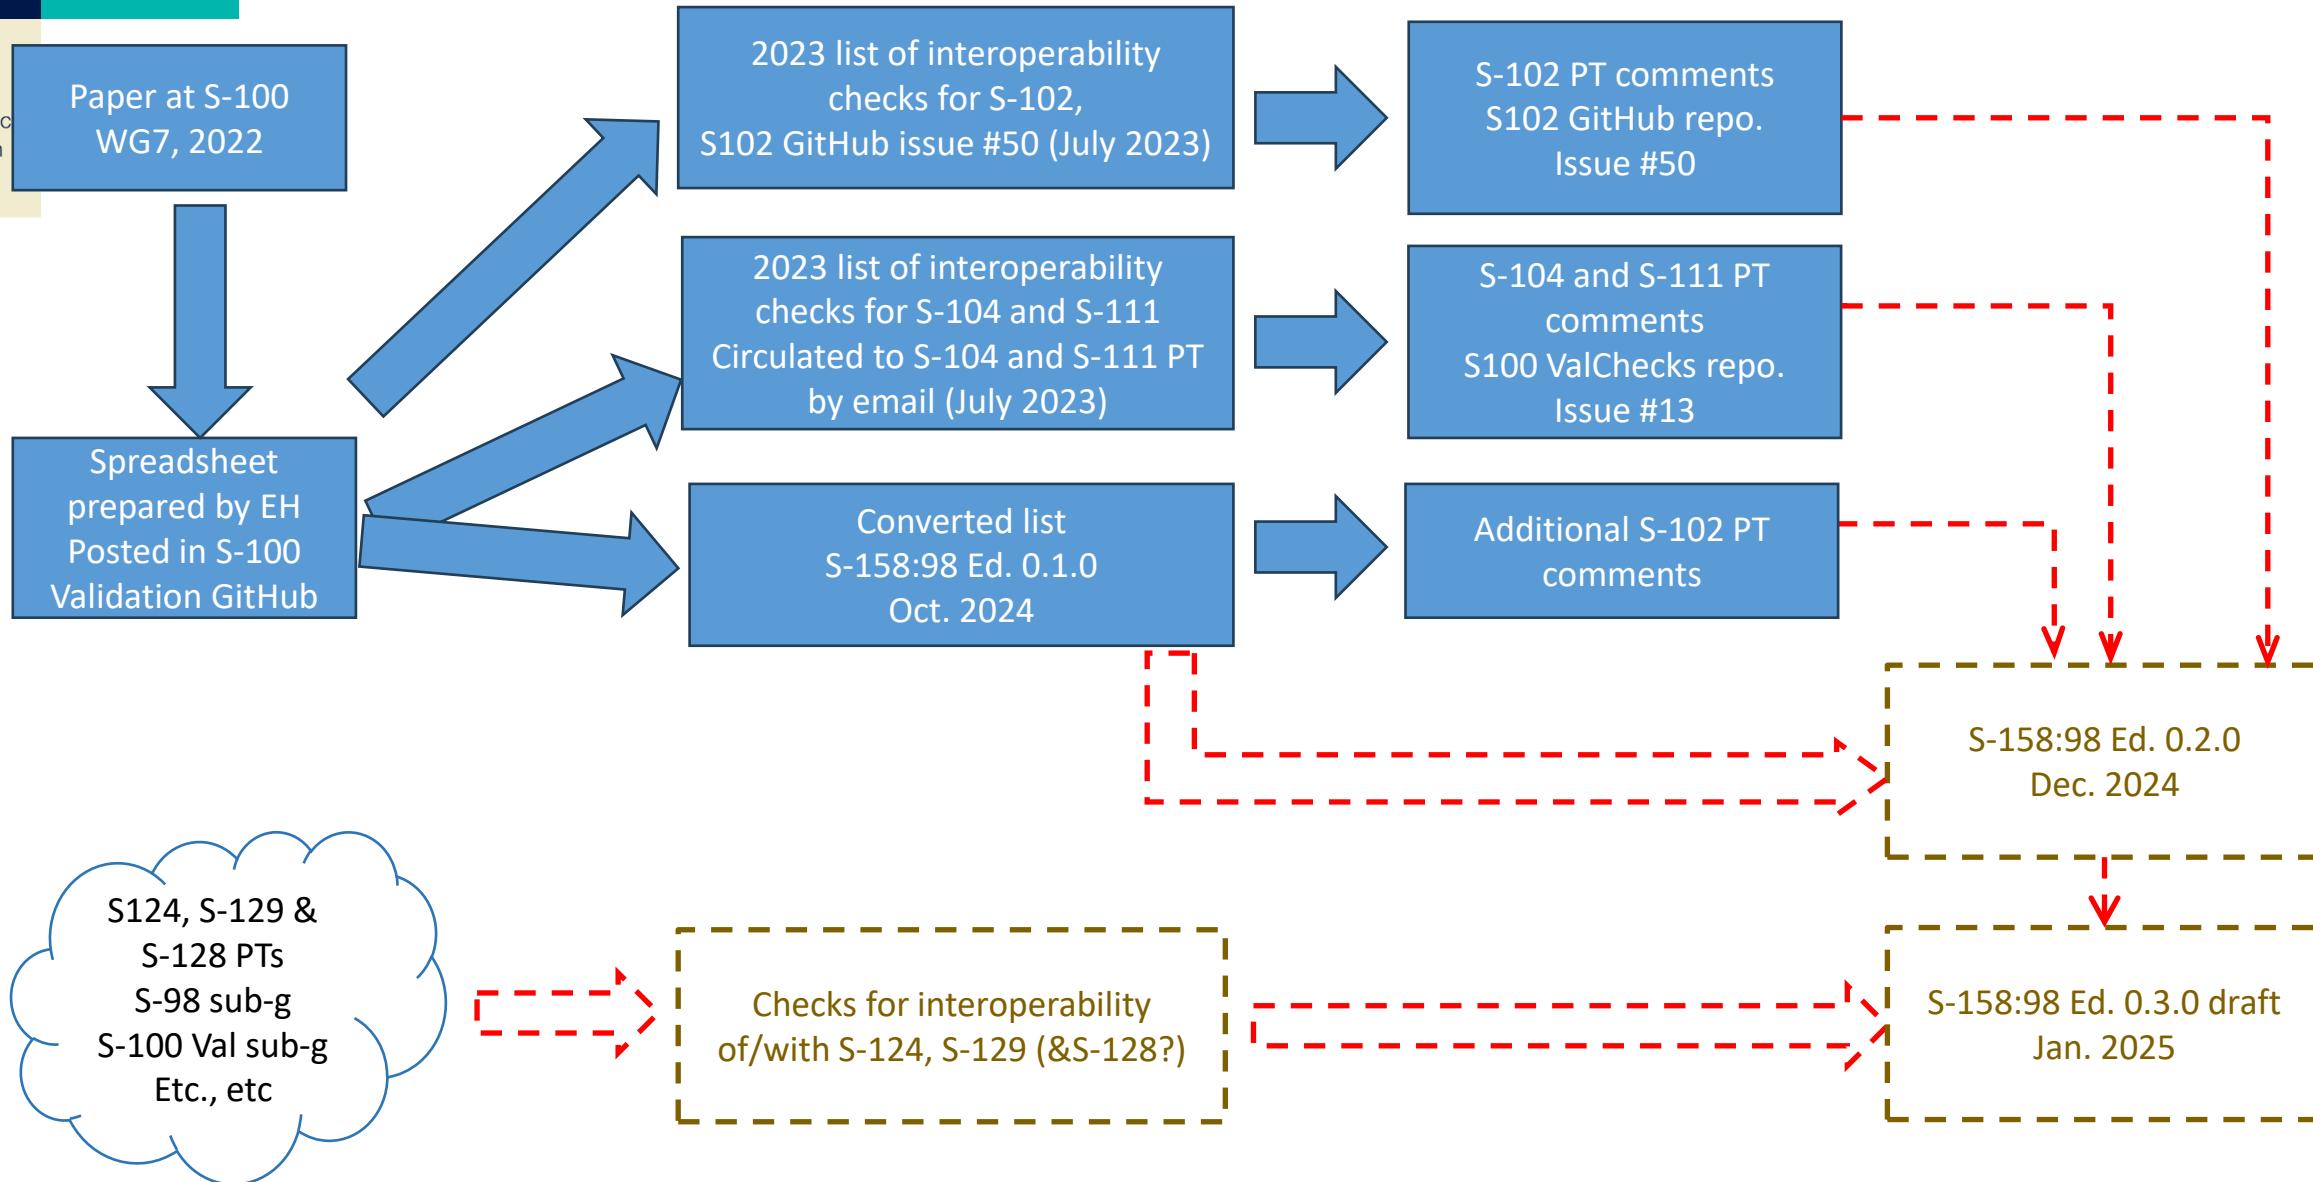 Paper at S-100
WG7, 2022
Spreadsheet
prepared by EH
Posted in S-100
Validation GitHub
2023 list of interoperability
checks for S-102,
S102 GitHub issue #50 (July 2023)
S-102 PT comments
S102 GitHub repo.
Issue #50
2023 list of interoperability
checks for S-104 and S-111
Circulated to S-104 and S-111 PT
by email (July 2023)
S-104 and S-111 PT
comments
S100 ValChecks repo.
Issue #13
Converted list
S-158:98 Ed. 0.1.0
Oct. 2024
Additional S-102 PT
comments
S-158:98 Ed. 0.2.0
Dec. 2024
S124, S-129 &
S-128 PTs
S-98 sub-g
S-100 Val sub-g
Etc., etc
Checks for interoperability
of/with S-124, S-129 (&S-128?)
S-158:98 Ed. 0.3.0 draft
Jan. 2025